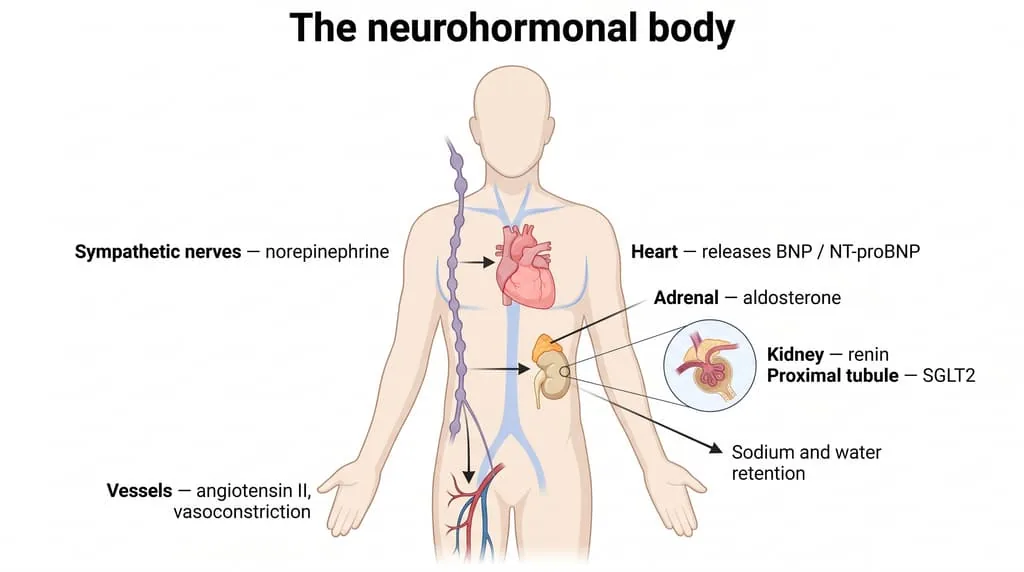 The neurohormonal body
Sympathetic nerves — norepinephrine
Heart — releases BNP / NT-proBNP
Adrenal — aldosterone
Kidney — renin
Proximal tubule — SGLT2
Sodium and water
retention
Vessels — angiotensin II,
vasoconstriction